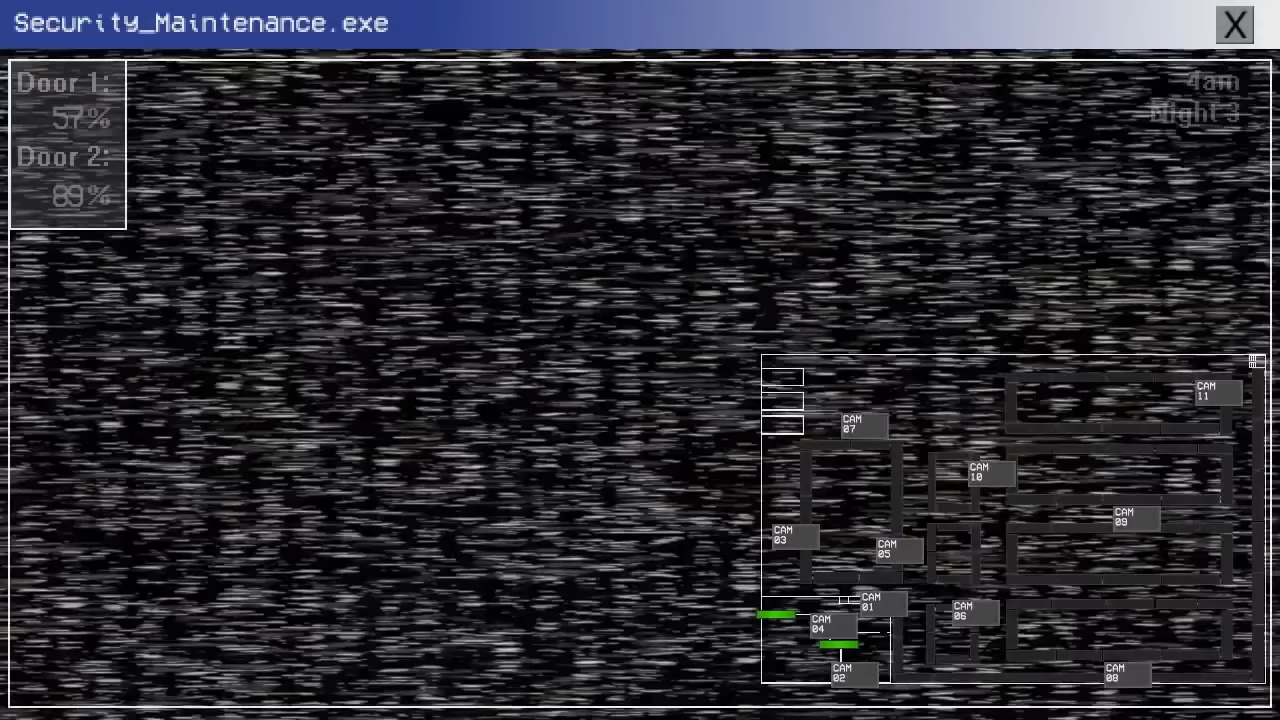 Security_Maintenance.exe
X
Door 1:
57%
Door 2:
89%
4am
Night 3
CAM
11
CAM
07
CAM
10
CAM
09
CAM
03
CAM
05
CAM
01
CAM
06
CAM
04
CAM
02
CAM
08